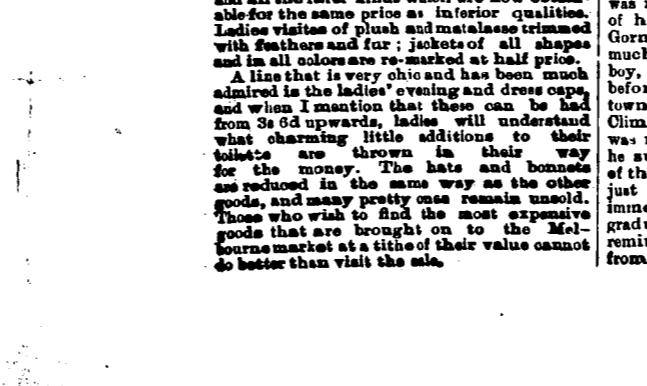 able for the same price as inferior qualities.
Ladies visites of plush and matalasse trimmed
with feathers and fur ; jackets of all shapes
and in all colors are re-marked at half price.
A line that is very chic and has been much
admired is the ladies' evening and dress caps,
and when I mention that these can be had
from 3s 6d upwards, ladies will understand
what charming little additions to their
toilette are thrown in their way
for the money. The hats and bonnets
are reduced in the same way as the other
goods, and many pretty ones remain unsold.
Those who wish to find the most expensive
goods that are brought on to the Mel-
bourne market at a tithe of their value cannot
do better than visit the sale.
was
of h
Gorm
much
boy,
befor
town
Clim
was
he su
of th
just
imme
gradu
remi
from